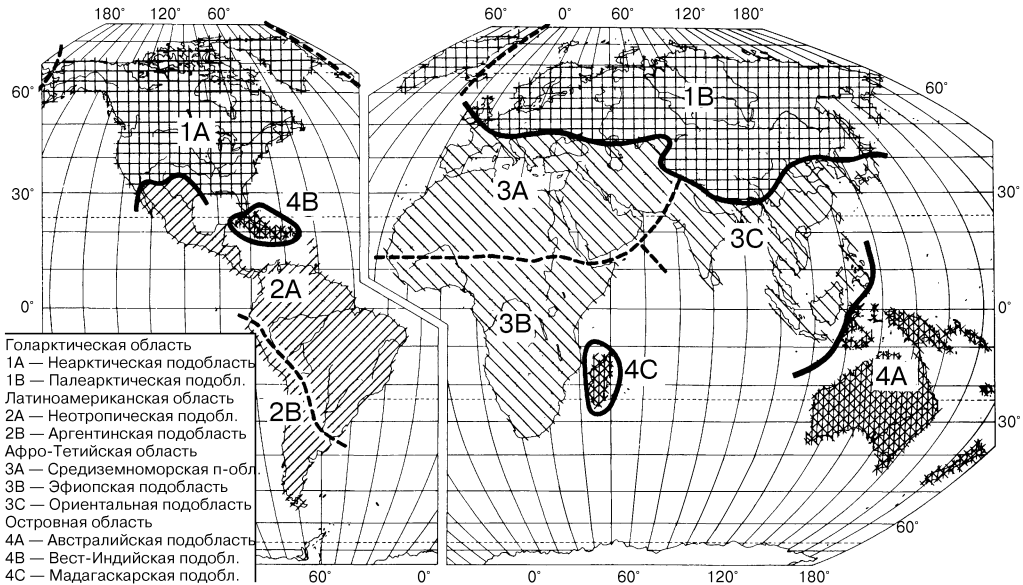 180° 120° 60°
60° 0° 60° 120° 180°
60°
60°
1A
1B
30°
3A
30°
4B
3C
2A
0°
3B
0°
4C
4A
2B
30°
60°
60° 0°
0° 60° 120° 180°
Голарктическая область
1A — Неарктическая подобласть
1B — Палеарктическая подобл.
Латиноамериканская область
2A — Неотропическая подобл.
2B — Аргентинская подобласть
Афро-Тетийская область
3A — Средиземноморская п-обл.
3B — Эфиопская подобласть
3C — Ориентальная подобласть
Островная область
4A — Австралийская подобласть
4B — Вест-Индийская подобл.
4C — Мадагаскарская подобл.